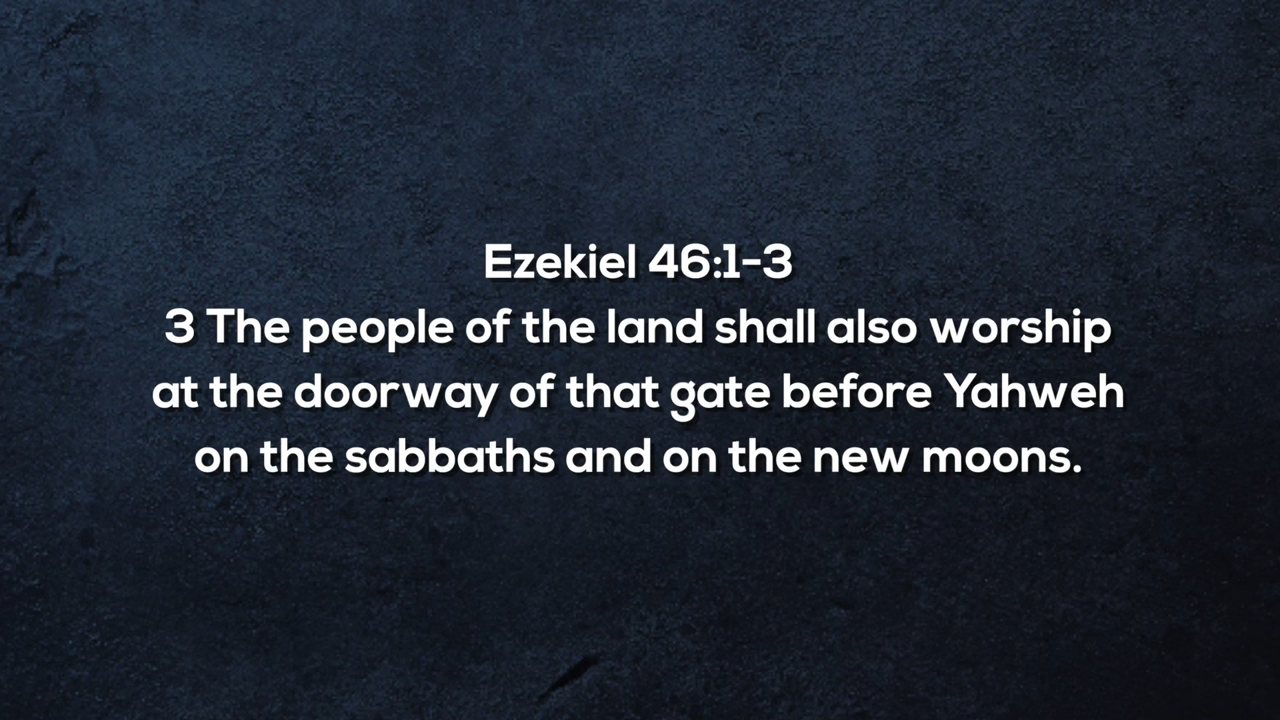 Ezekiel 46:1-3
3 The people of the land shall also worship
at the doorway of that gate before Yahweh
on the sabbaths and on the new moons.